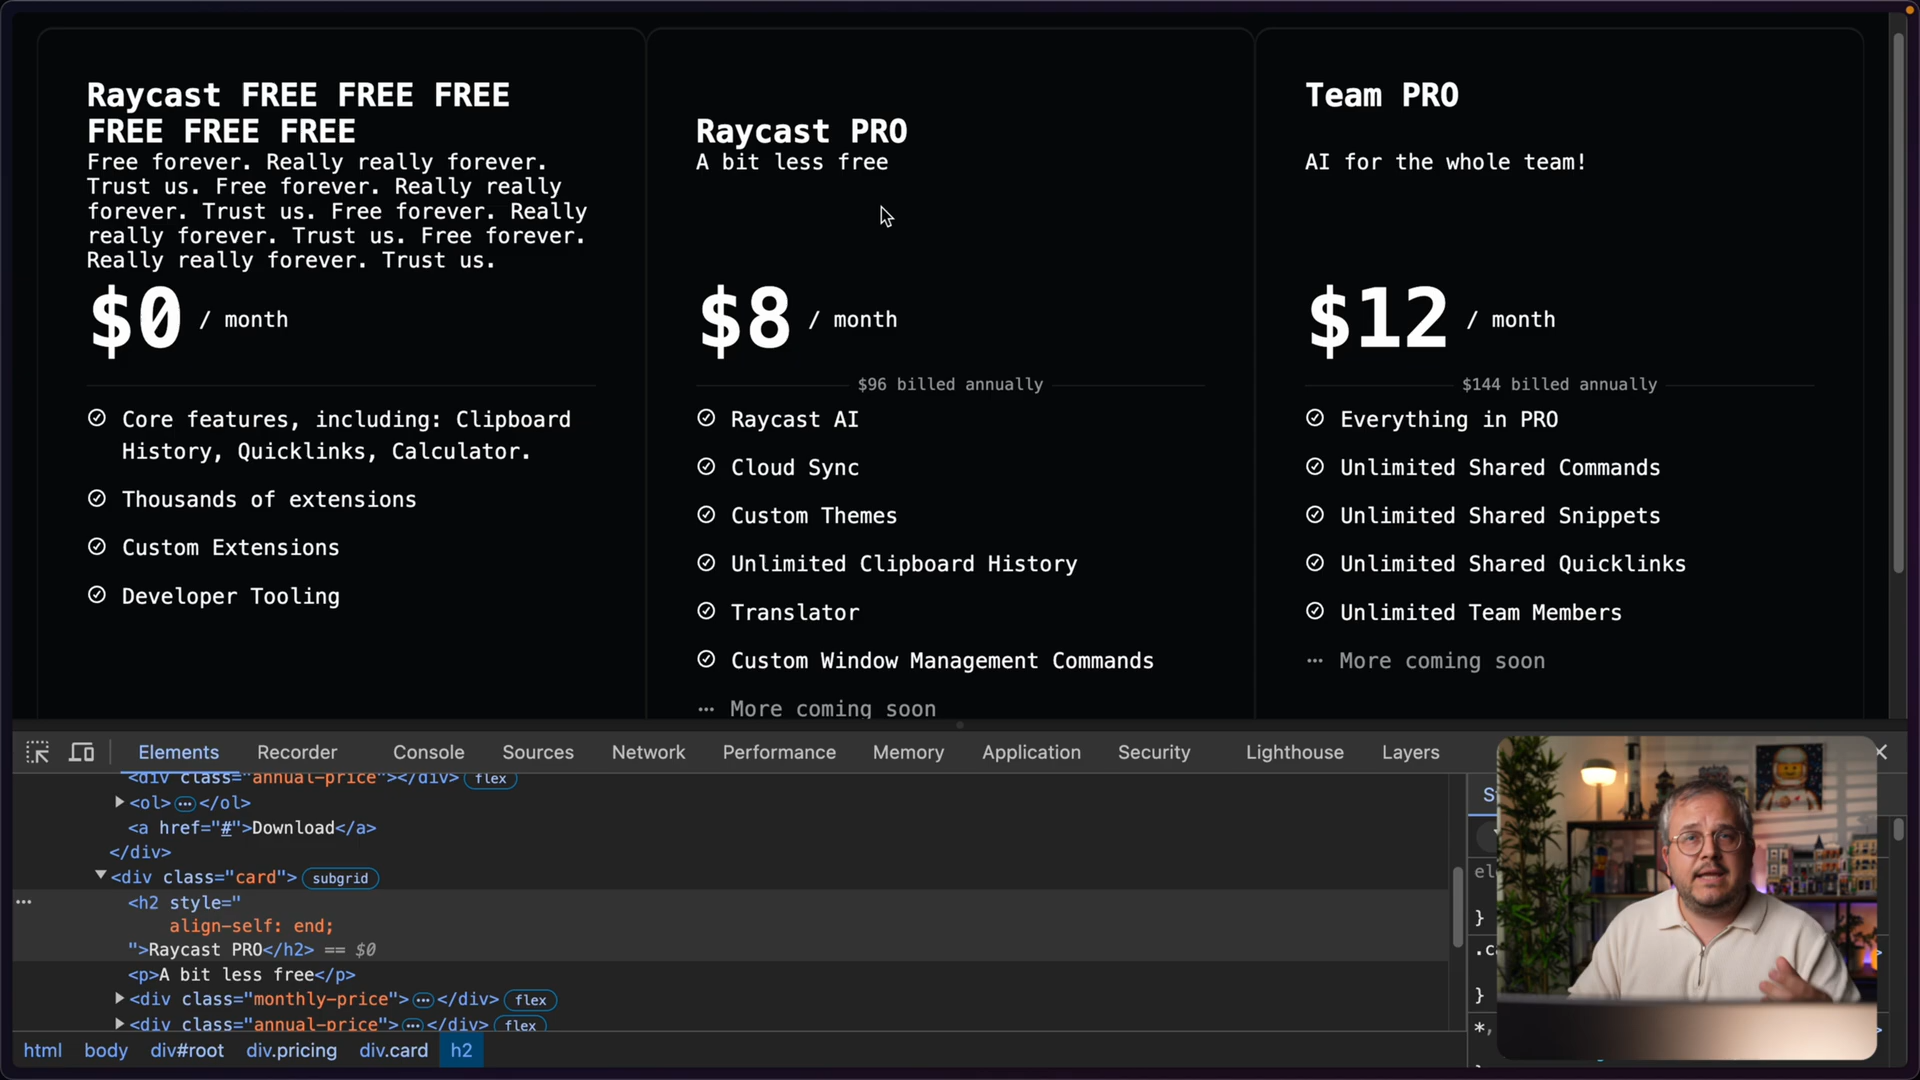 Raycast FREE FREE FREE
FREE FREE FREE
Free forever. Really really forever.
Trust us. Free forever. Really really
forever. Trust us. Free forever. Really
really forever. Trust us. Free forever.
Really really forever. Trust us.
$0 / month
Core features, including: Clipboard
History, Quicklinks, Calculator.
Thousands of extensions
Custom Extensions
Developer Tooling
Raycast PRO
A bit less free
$8 / month
$96 billed annually
Raycast AI
Cloud Sync
Custom Themes
Unlimited Clipboard History
Translator
Custom Window Management Commands
··· More coming soon
Team PRO
AI for the whole team!
$12 / month
$144 billed annually
Everything in PRO
Unlimited Shared Commands
Unlimited Shared Snippets
Unlimited Shared Quicklinks
Unlimited Team Members
··· More coming soon
Elements Recorder Console Sources Network Performance Memory Application Security Lighthouse Layers
<div class="annual-price"></div> flex
<ol>···</ol>
<a href="#">Download</a>
</div>
<div class="card"> subgrid
<h2 style="
align-self: end;
">Raycast PRO</h2> == $0
<p>A bit less free</p>
<div class="monthly-price">···</div> flex
<div class="annual-price">···</div> flex
html body div#root div.pricing div.card h2
}
}
*,